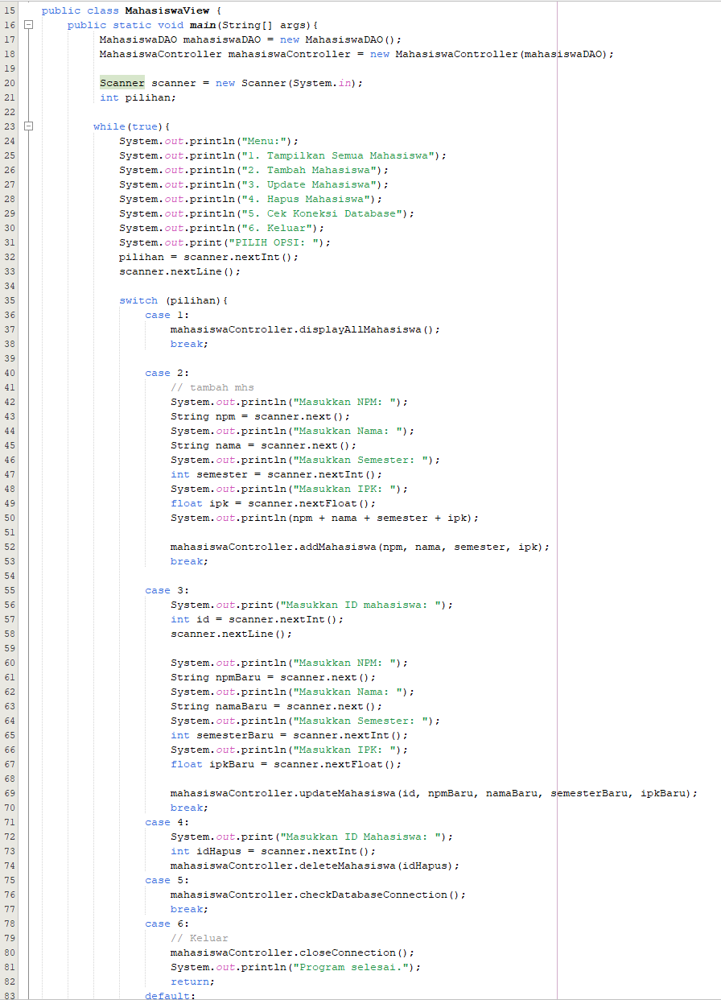 15 public class MahasiswaView {
16 public static void main(String[] args){
17 MahasiswaDAO mahasiswaDAO = new MahasiswaDAO();
18 MahasiswaController mahasiswaController = new MahasiswaController(mahasiswaDAO);
19
20 Scanner scanner = new Scanner(System.in);
21 int pilihan;
22
23 while(true){
24 System.out.println("Menu:");
25 System.out.println("1. Tampilkan Semua Mahasiswa");
26 System.out.println("2. Tambah Mahasiswa");
27 System.out.println("3. Update Mahasiswa");
28 System.out.println("4. Hapus Mahasiswa");
29 System.out.println("5. Cek Koneksi Database");
30 System.out.println("6. Keluar");
31 System.out.print("PILIH OPSI: ");
32 pilihan = scanner.nextInt();
33 scanner.nextLine();
34
35 switch (pilihan){
36 case 1:
37 mahasiswaController.displayAllMahasiswa();
38 break;
39
40 case 2:
41 // tambah mhs
42 System.out.println("Masukkan NPM: ");
43 String npm = scanner.next();
44 System.out.println("Masukkan Nama: ");
45 String nama = scanner.next();
46 System.out.println("Masukkan Semester: ");
47 int semester = scanner.nextInt();
48 System.out.println("Masukkan IPK: ");
49 float ipk = scanner.nextFloat();
50 System.out.println(npm + nama + semester + ipk);
51
52 mahasiswaController.addMahasiswa(npm, nama, semester, ipk);
53 break;
54
55 case 3:
56 System.out.print("Masukkan ID mahasiswa: ");
57 int id = scanner.nextInt();
58 scanner.nextLine();
59
60 System.out.println("Masukkan NPM: ");
61 String npmBaru = scanner.next();
62 System.out.println("Masukkan Nama: ");
63 String namaBaru = scanner.next();
64 System.out.println("Masukkan Semester: ");
65 int semesterBaru = scanner.nextInt();
66 System.out.println("Masukkan IPK: ");
67 float ipkBaru = scanner.nextFloat();
68
69 mahasiswaController.updateMahasiswa(id, npmBaru, namaBaru, semesterBaru, ipkBaru);
70 break;
71 case 4:
72 System.out.print("Masukkan ID Mahasiswa: ");
73 int idHapus = scanner.nextInt();
74 mahasiswaController.deleteMahasiswa(idHapus);
75 case 5:
76 mahasiswaController.checkDatabaseConnection();
77 break;
78 case 6:
79 // Keluar
80 mahasiswaController.closeConnection();
81 System.out.println("Program selesai.");
82 return;
83 default: